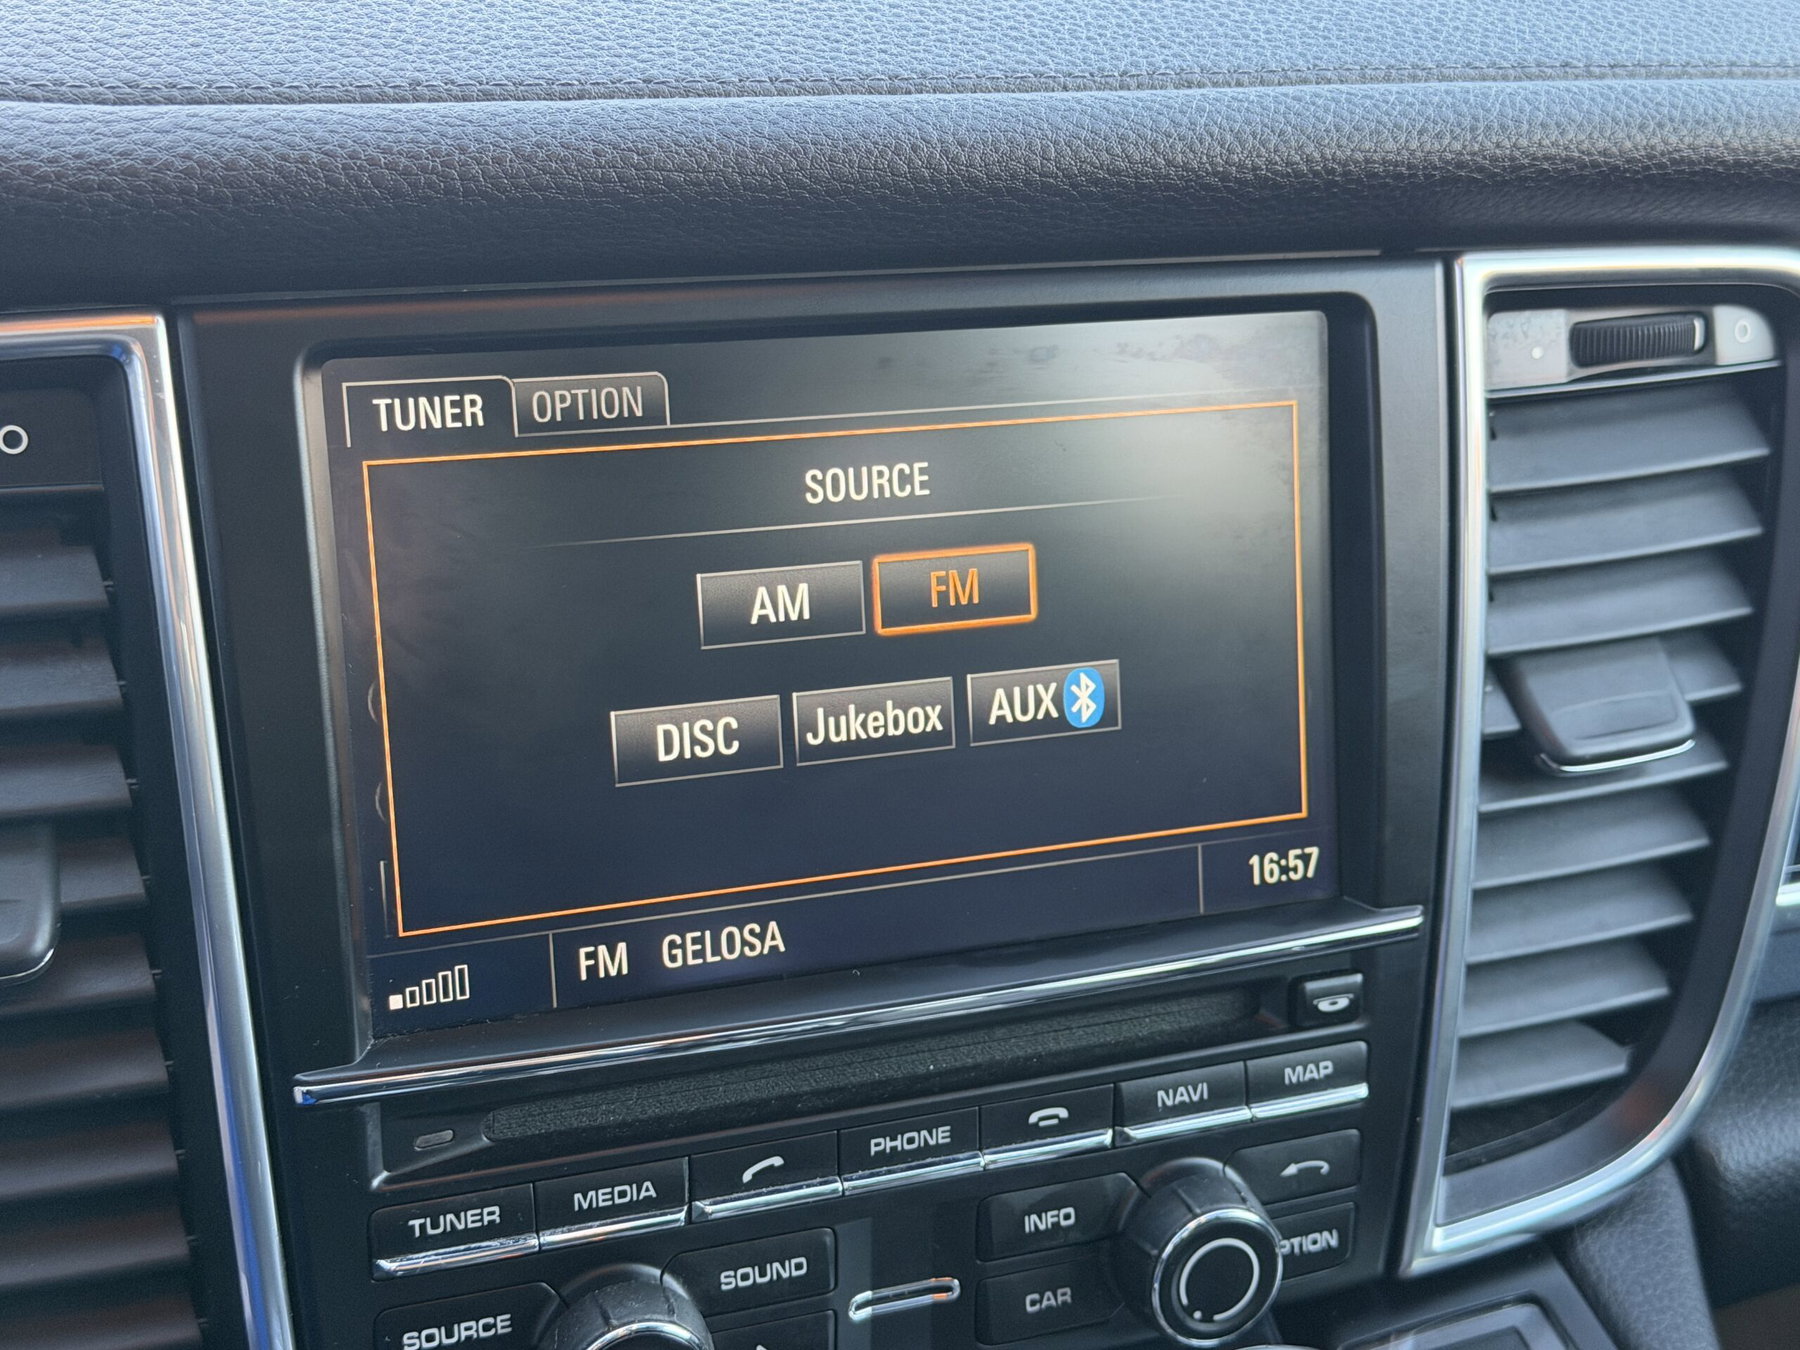 TUNER OPTION
SOURCE
AM FM
DISC Jukebox AUX
16:57
FM GELOSA
NAVI MAP
PHONE
TUNER MEDIA
INFO
SOUND
CAR
SOURCE